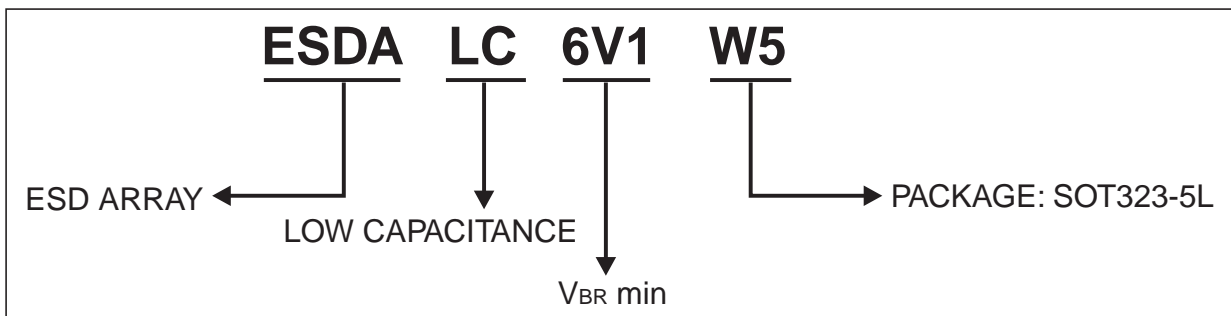 ESDA LC 6V1 W5
ESD ARRAY
PACKAGE: SOT323-5L
LOW CAPACITANCE
VBR min